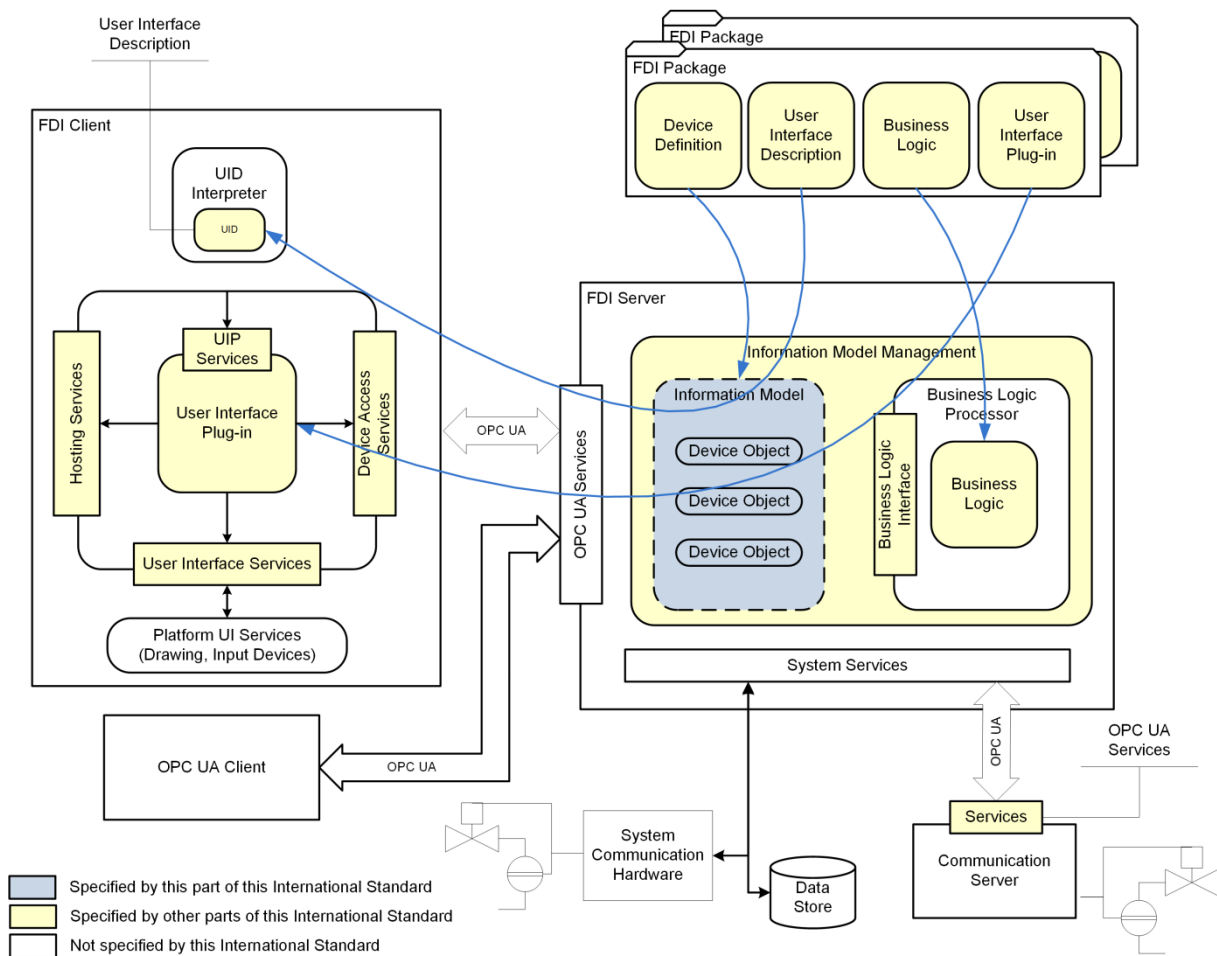 User Interface
Description
FDI Package
FDI Package
Device
Definition
User
Interface
Description
Business
Logic
User
Interface
Plug-in
FDI Client
UID
Interpreter
UID
UIP
Services
Hosting Services
User Interface
Plug-in
Device Access
Services
User Interface Services
Platform UI Services
(Drawing, Input Devices)
OPC UA
OPC UA Services
FDI Server
Information Model Management
Information Model
Device Object
Device Object
Device Object
Business Logic
Processor
Business Logic
Interface
Business
Logic
System Services
OPC UA Client
OPC UA
OPC UA
OPC UA
Services
Services
Communication
Server
System
Communication
Hardware
Data
Store
Specified by this part of this International Standard
Specified by other parts of this International Standard
Not specified by this International Standard